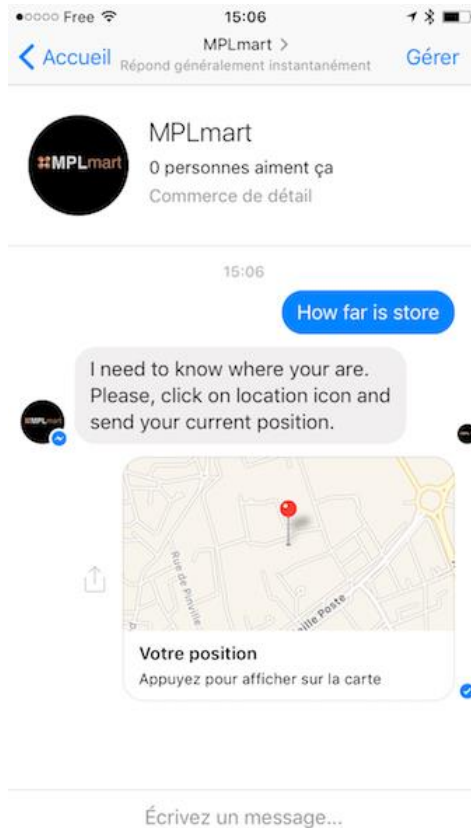 Free 15:06
MPLmart >
Accueil Répond généralement instantanément Gérer
#MPLmart
MPLmart
0 personnes aiment ça
Commerce de détail
15:06
How far is store
I need to know where your are.
Please, click on location icon and
send your current position.
Rue de Pinville
Poste
Votre position
Appuyez pour afficher sur la carte
Écrivez un message...